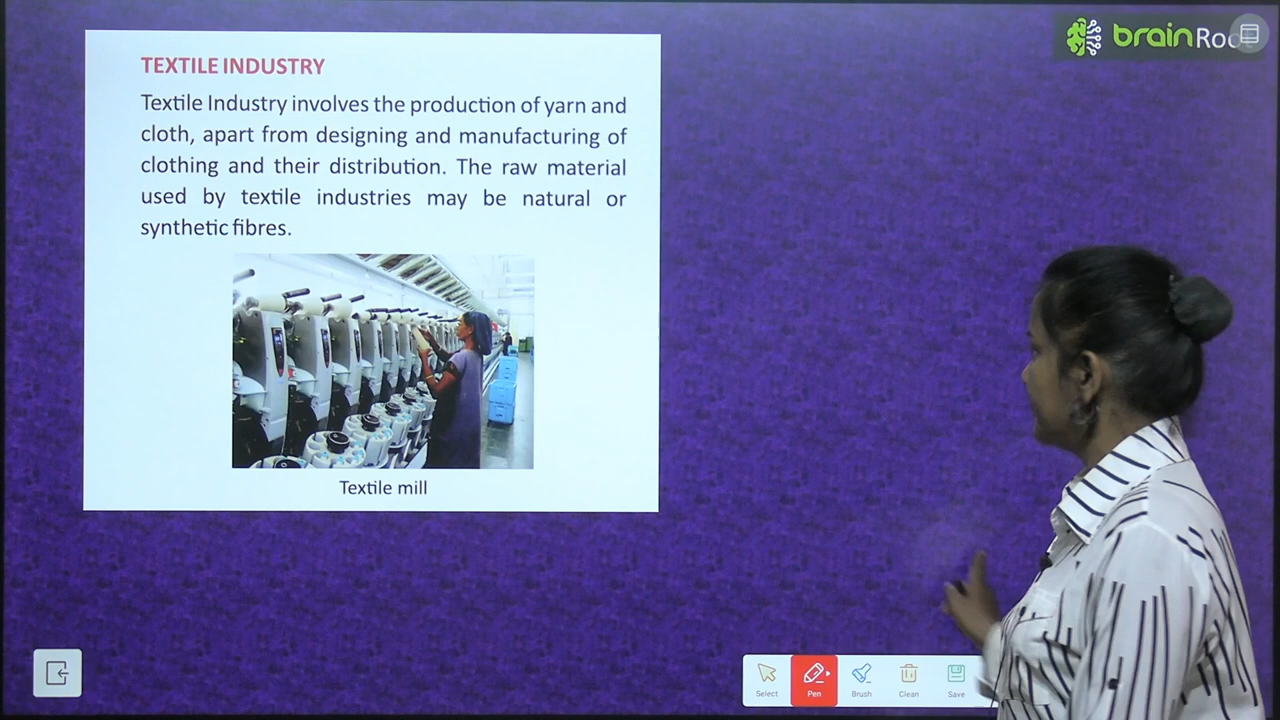 TEXTILE INDUSTRY
Textile Industry involves the production of yarn and
cloth, apart from designing and manufacturing of
clothing and their distribution. The raw material
used by textile industries may be natural or
synthetic fibres.
Textile mill
brain Roo
Select
Pen
Brush
Clean
Save